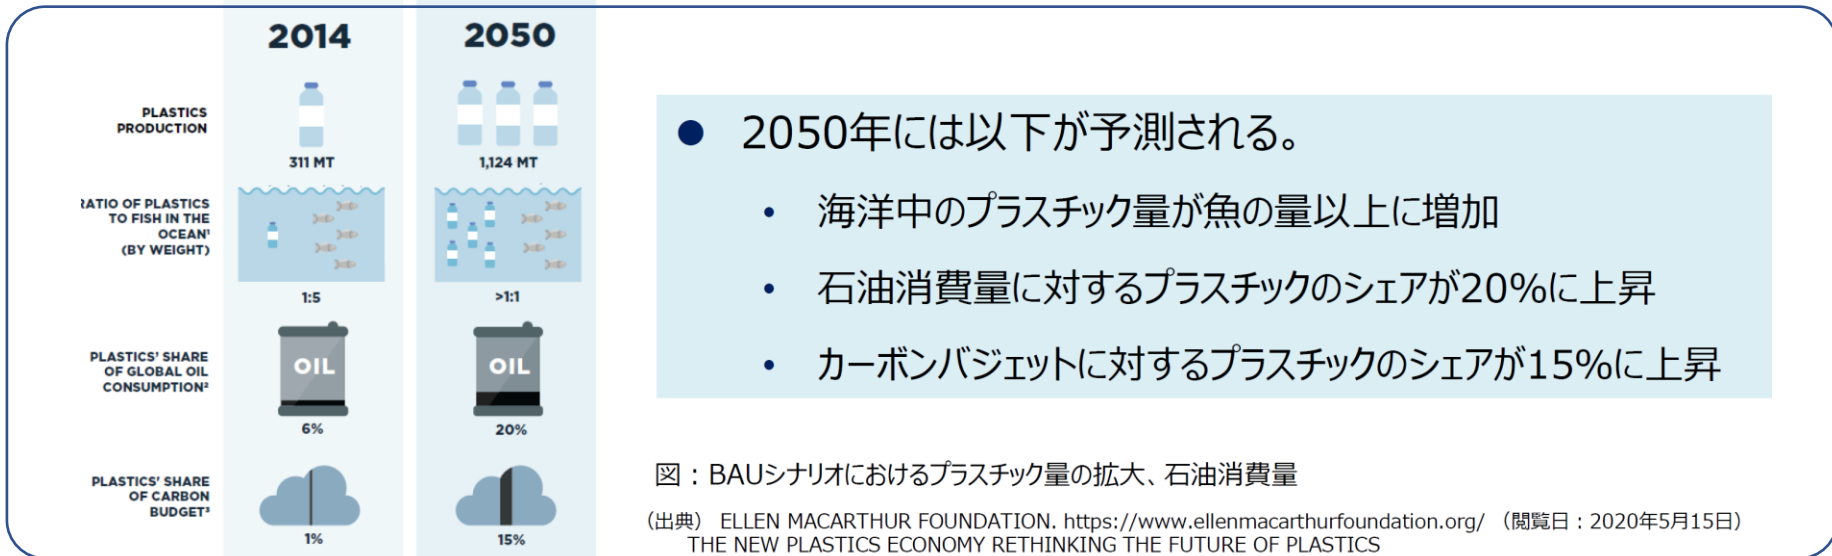 2014
2050
PLASTICS
PRODUCTION
311 MT
1,124 MT
RATIO OF PLASTICS
TO FISH IN THE
OCEAN¹
(BY WEIGHT)
1:5
>1:1
PLASTICS' SHARE
OF GLOBAL OIL
CONSUMPTION²
OIL
OIL
6%
20%
PLASTICS' SHARE
OF CARBON
BUDGET³
1%
15%
● 2050年には以下が予測される。
• 海洋中のプラスチック量が魚の量以上に増加
• 石油消費量に対するプラスチックのシェアが20%に上昇
• カーボンバジェットに対するプラスチックのシェアが15%に上昇
図：BAUシナリオにおけるプラスチック量の拡大、石油消費量
（出典） ELLEN MACARTHUR FOUNDATION. https://www.ellenmacarthurfoundation.org/ （閲覧日：2020年5月15日）
THE NEW PLASTICS ECONOMY RETHINKING THE FUTURE OF PLASTICS